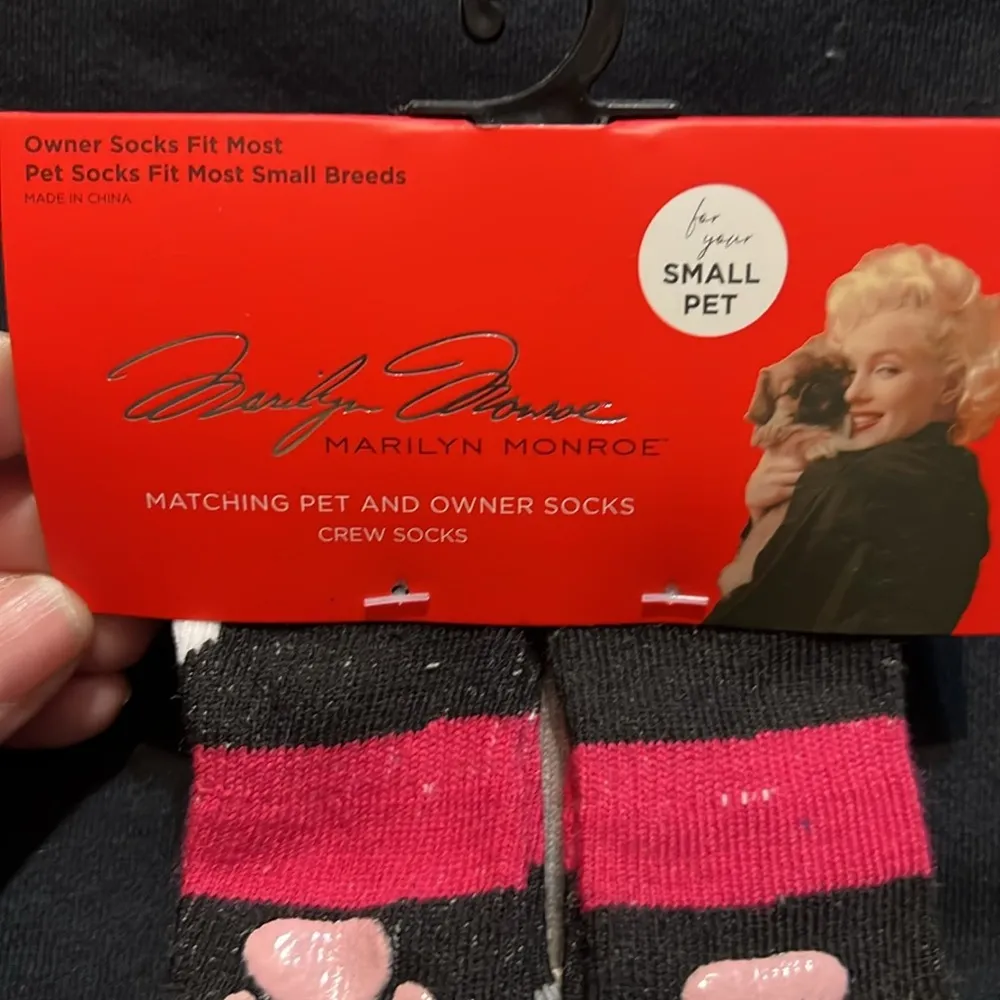 Owner Socks Fit Most
Pet Socks Fit Most Small Breeds
MADE IN CHINA
for
your
SMALL
PET
Marilyn Monroe
MARILYN MONROE™
MATCHING PET AND OWNER SOCKS
CREW SOCKS